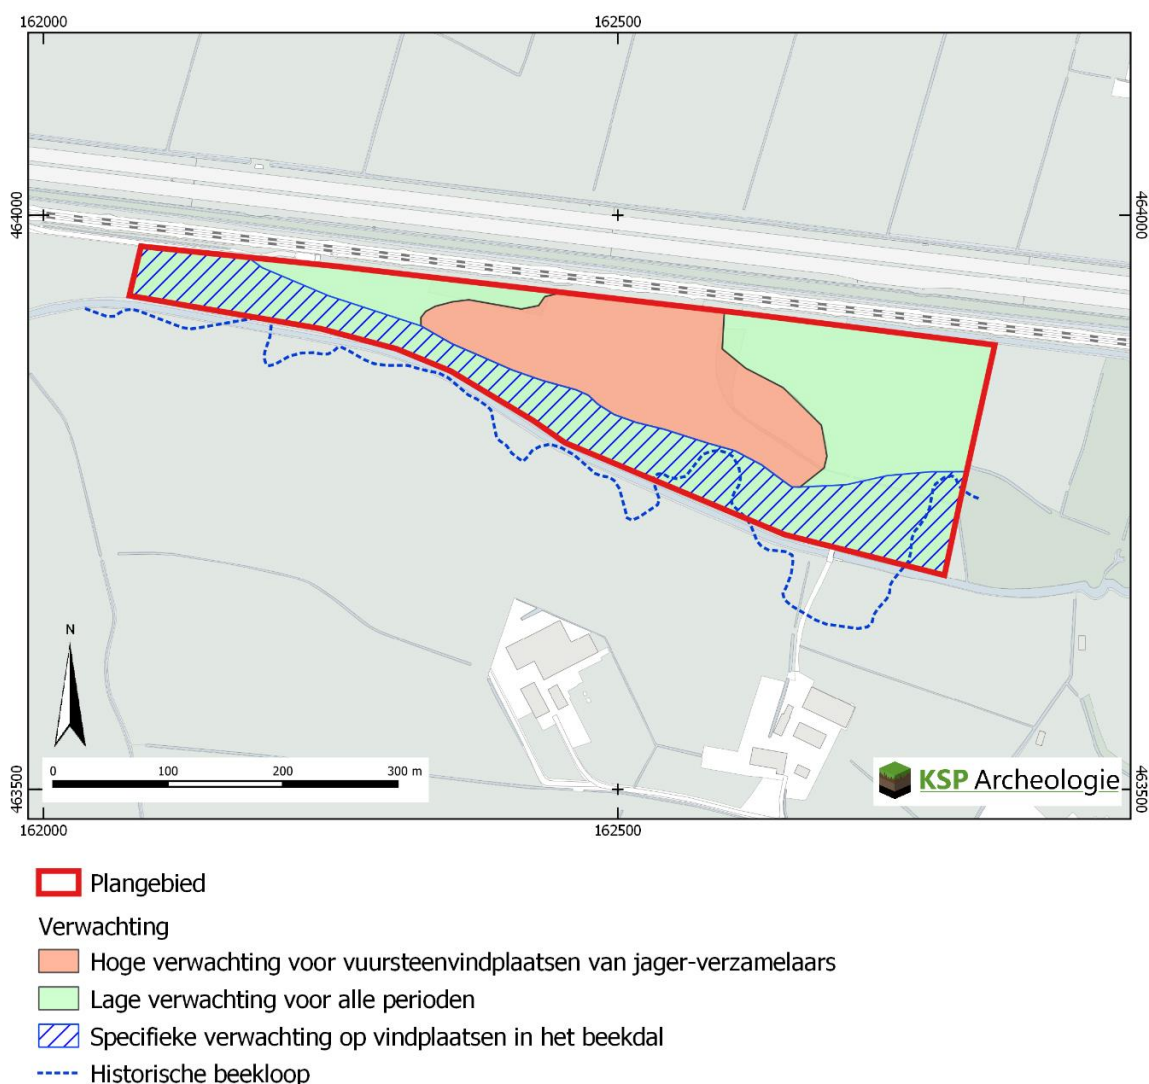 162000
162500
464000
464000
N
0
100
200
300 m
KSP Archeologie
463500
463500
162000
162500
Plangebied
Verwachting
Hoge verwachting voor vuursteenvindplaatsen van jager-verzamelaars
Lage verwachting voor alle perioden
Specifieke verwachting op vindplaatsen in het beekdal
Historische beekloop